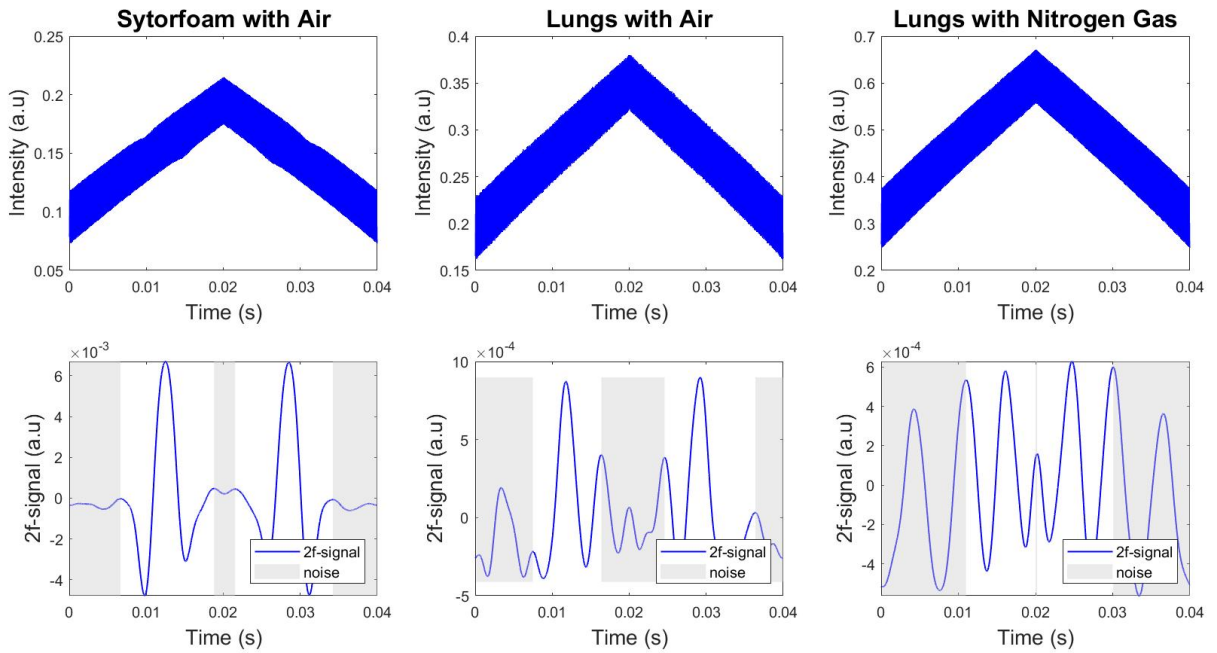 Sytorfoam with Air
0.25
0.2
0.15
0.1
0.05
Intensity (a.u)
0 0.01 0.02 0.03 0.04
Time (s)
Lungs with Air
0.4
0.35
0.3
0.25
0.2
0.15
Intensity (a.u)
0 0.01 0.02 0.03 0.04
Time (s)
Lungs with Nitrogen Gas
0.7
0.6
0.5
0.4
0.3
0.2
Intensity (a.u)
0 0.01 0.02 0.03 0.04
Time (s)
×10⁻³
6
4
2
0
-2
-4
2f-signal (a.u)
2f-signal
noise
0 0.01 0.02 0.03 0.04
Time (s)
×10⁻⁴
10
5
0
-5
2f-signal (a.u)
2f-signal
noise
0 0.01 0.02 0.03 0.04
Time (s)
×10⁻⁴
6
4
2
0
-2
-4
2f-signal (a.u)
2f-signal
noise
0 0.01 0.02 0.03 0.04
Time (s)